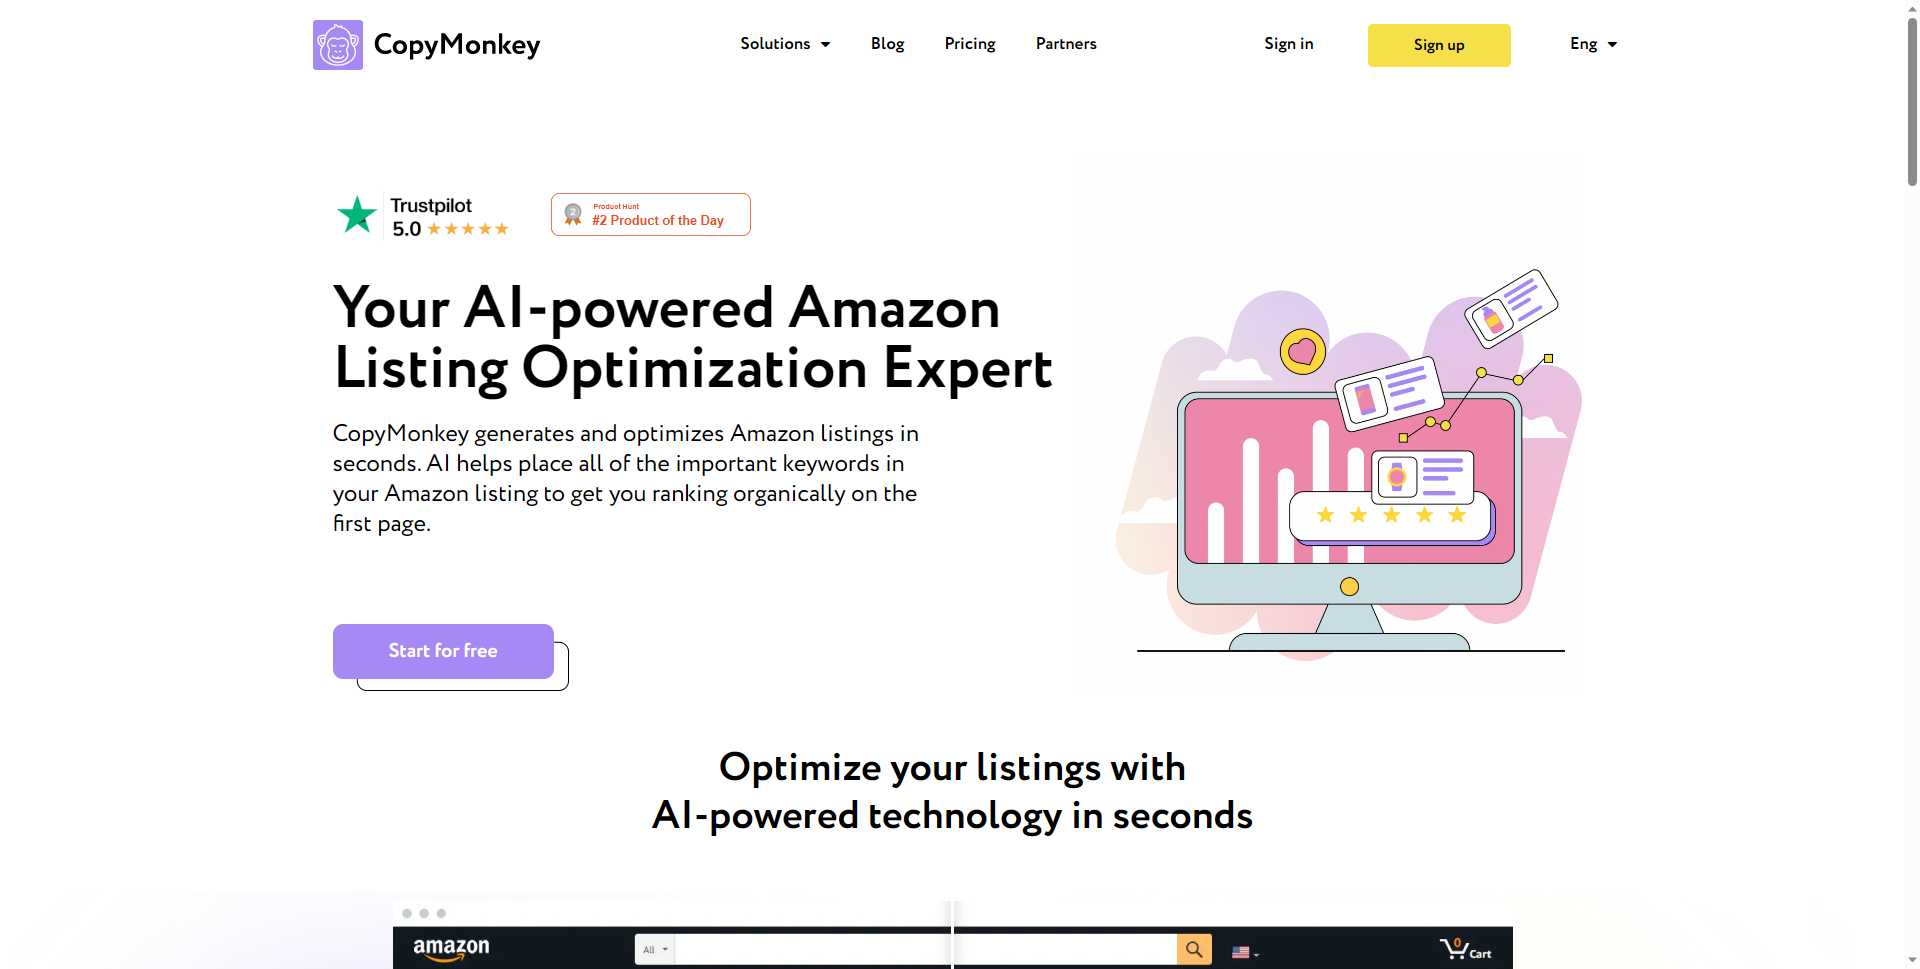 CopyMonkey
Solutions
Blog
Pricing
Partners
Sign in
Sign up
Eng
Trustpilot
5.0
2
Product Hunt
#2 Product of the Day
Your AI-powered Amazon
Listing Optimization Expert
CopyMonkey generates and optimizes Amazon listings in
seconds. AI helps place all of the important keywords in
your Amazon listing to get you ranking organically on the
first page.
Start for free
Optimize your listings with
AI-powered technology in seconds
amazon
All
0
Cart